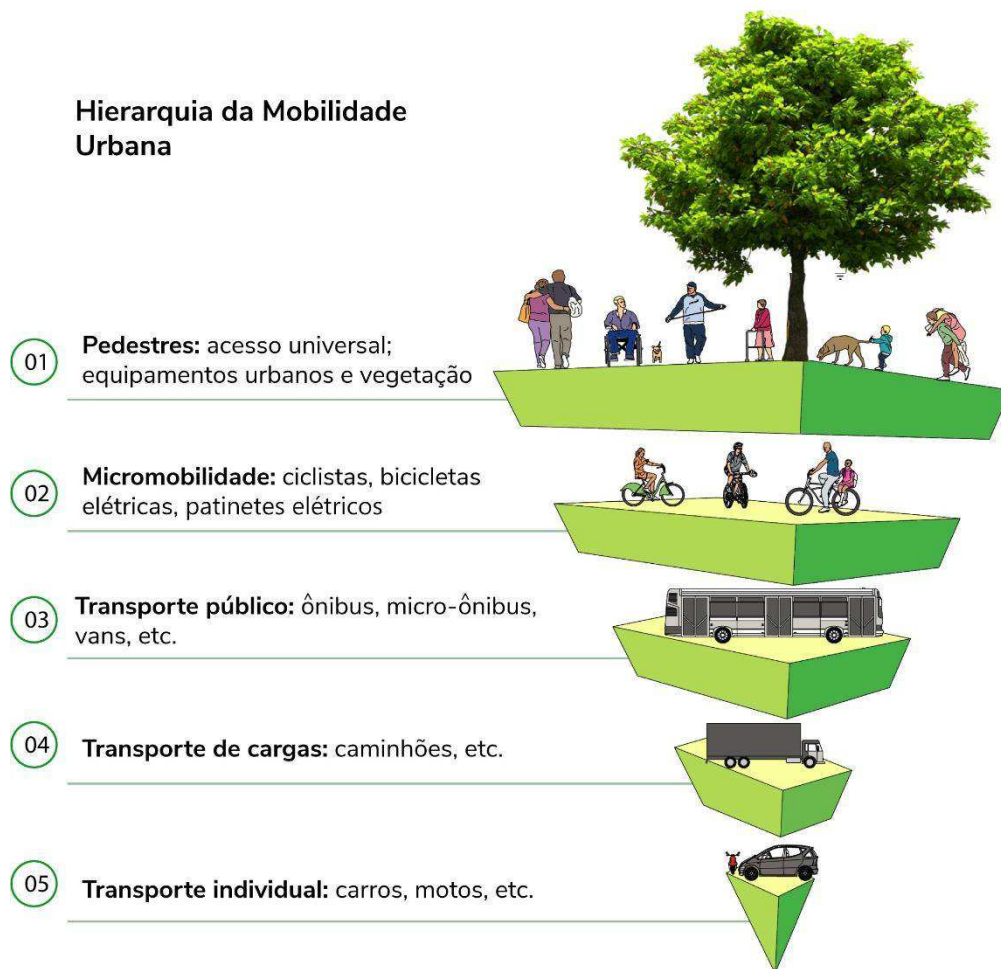 Hierarquia da Mobilidade
Urbana
01
Pedestres: acesso universal;
equipamentos urbanos e vegetação
02
Micromobilidade: ciclistas, bicicletas
elétricas, patinetes elétricos
03
Transporte público: ônibus, micro-ônibus,
vans, etc.
04
Transporte de cargas: caminhões, etc.
05
Transporte individual: carros, motos, etc.